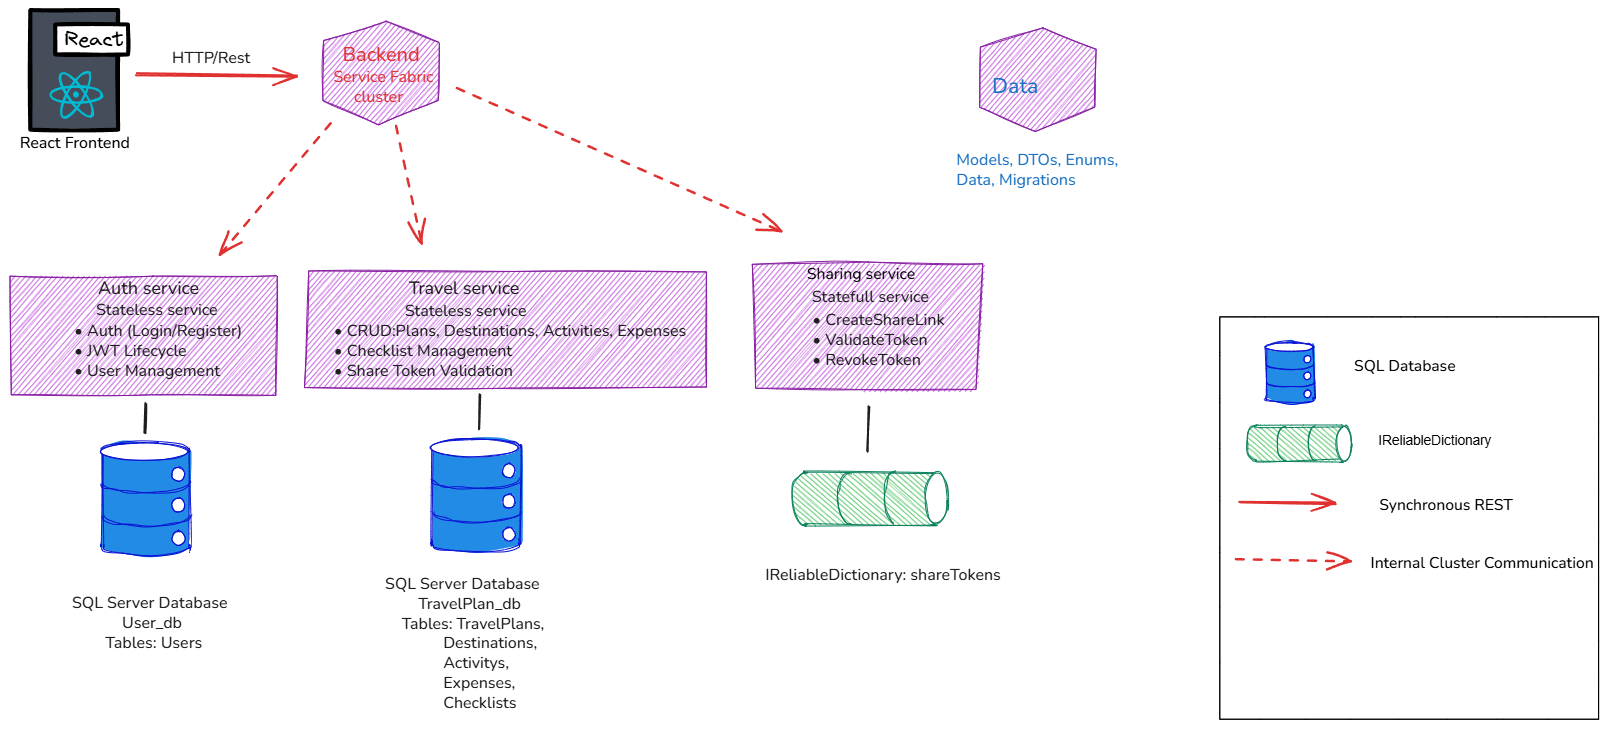 React
React Frontend
HTTP/Rest
Backend
Service Fabric
cluster
Data
Models, DTOs, Enums,
Data, Migrations
Auth service
Stateless service
• Auth (Login/Register)
• JWT Lifecycle
• User Management
Travel service
Stateless service
• CRUD:Plans, Destinations, Activities, Expenses
• Checklist Management
• Share Token Validation
Sharing service
Statefull service
• CreateShareLink
• ValidateToken
• RevokeToken
SQL Server Database
User_db
Tables: Users
SQL Server Database
TravelPlan_db
Tables: TravelPlans,
Destinations,
Activitys,
Expenses,
Checklists
IReliableDictionary: shareTokens
SQL Database
IReliableDictionary
Synchronous REST
Internal Cluster Communication